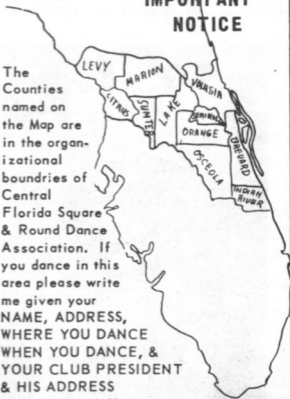 IMPORTANT
NOTICE
The
Counties
named on
the Map are
in the organ-
izational
boundries of
Central
Florida Square
& Round Dance
Association. If
you dance in this
area please write
me given your
NAME, ADDRESS,
WHERE YOU DANCE
WHEN YOU DANCE, &
YOUR CLUB PRESIDENT
& HIS ADDRESS
LEVY
MARION
VOLUSIA
CITRUS
SUMTER
LAKE
SEMINOLE
ORANGE
BREVARD
OSCEOLA
INDIAN
RIVER